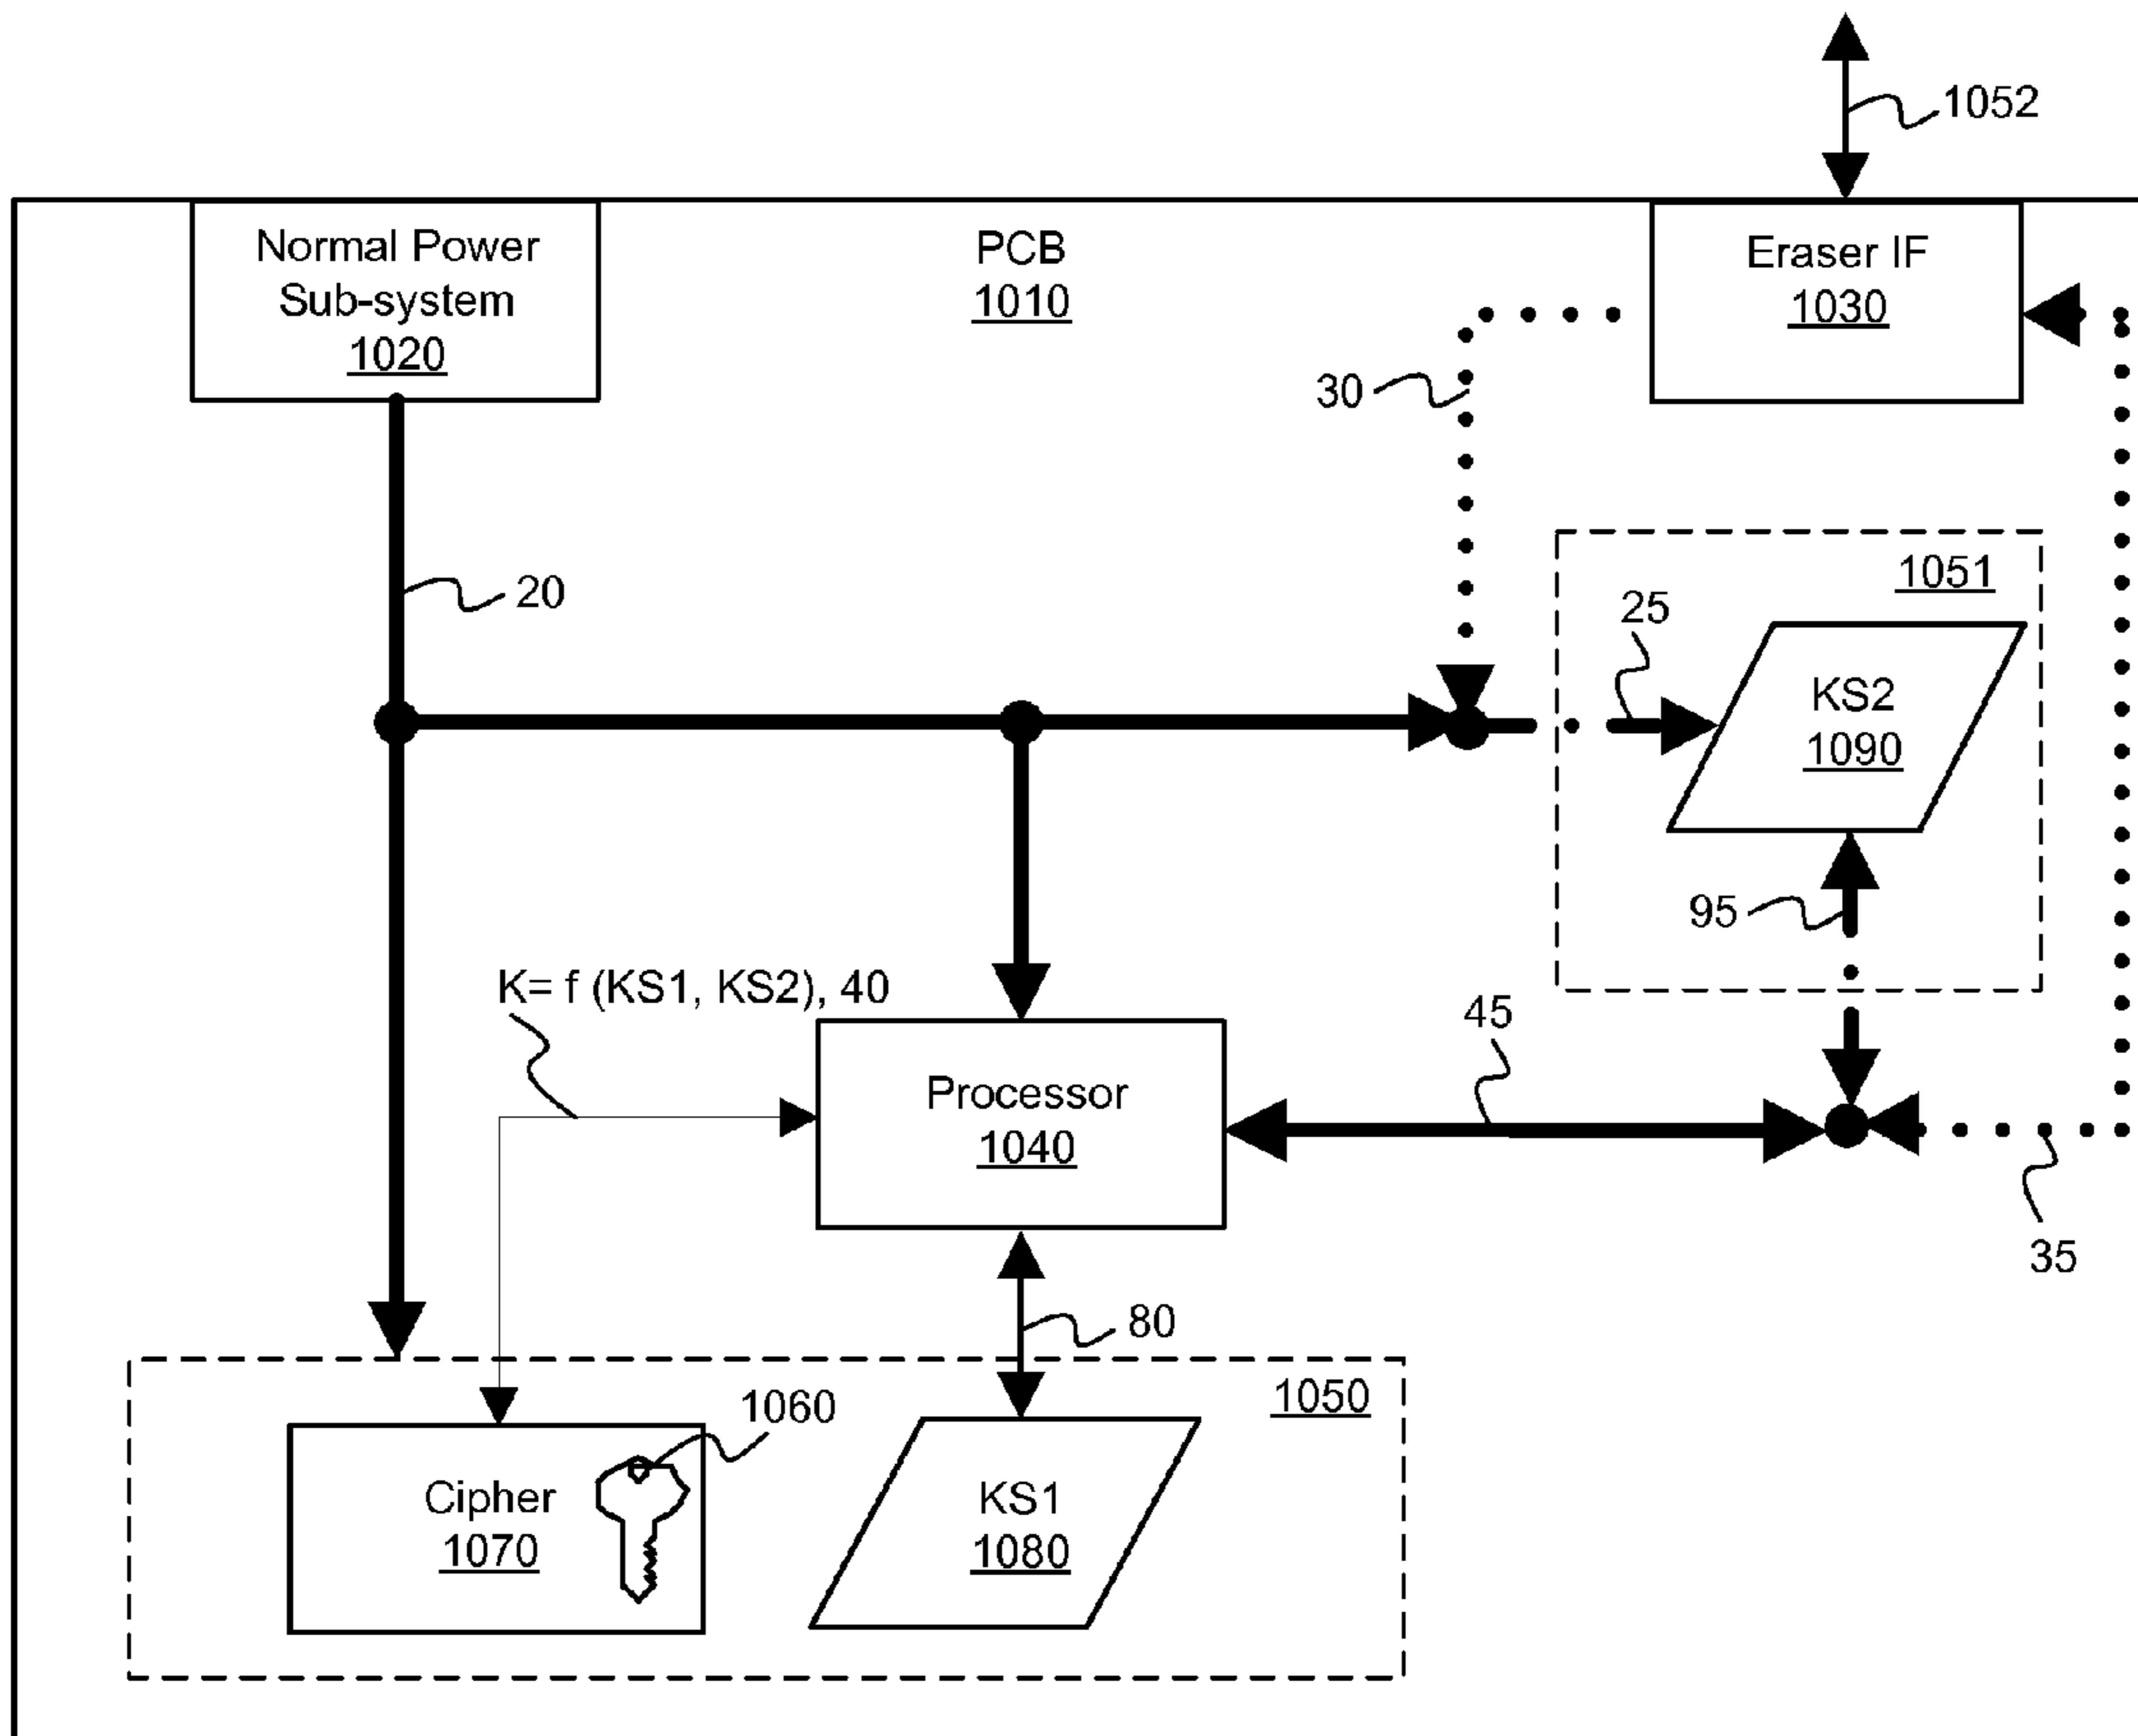 1052
Normal Power
Sub-system
1020
PCB
1010
Eraser IF
1030
30
20
1051
25
KS2
1090
95
K= f (KS1, KS2), 40
45
Processor
1040
35
80
1050
1060
Cipher
1070
KS1
1080